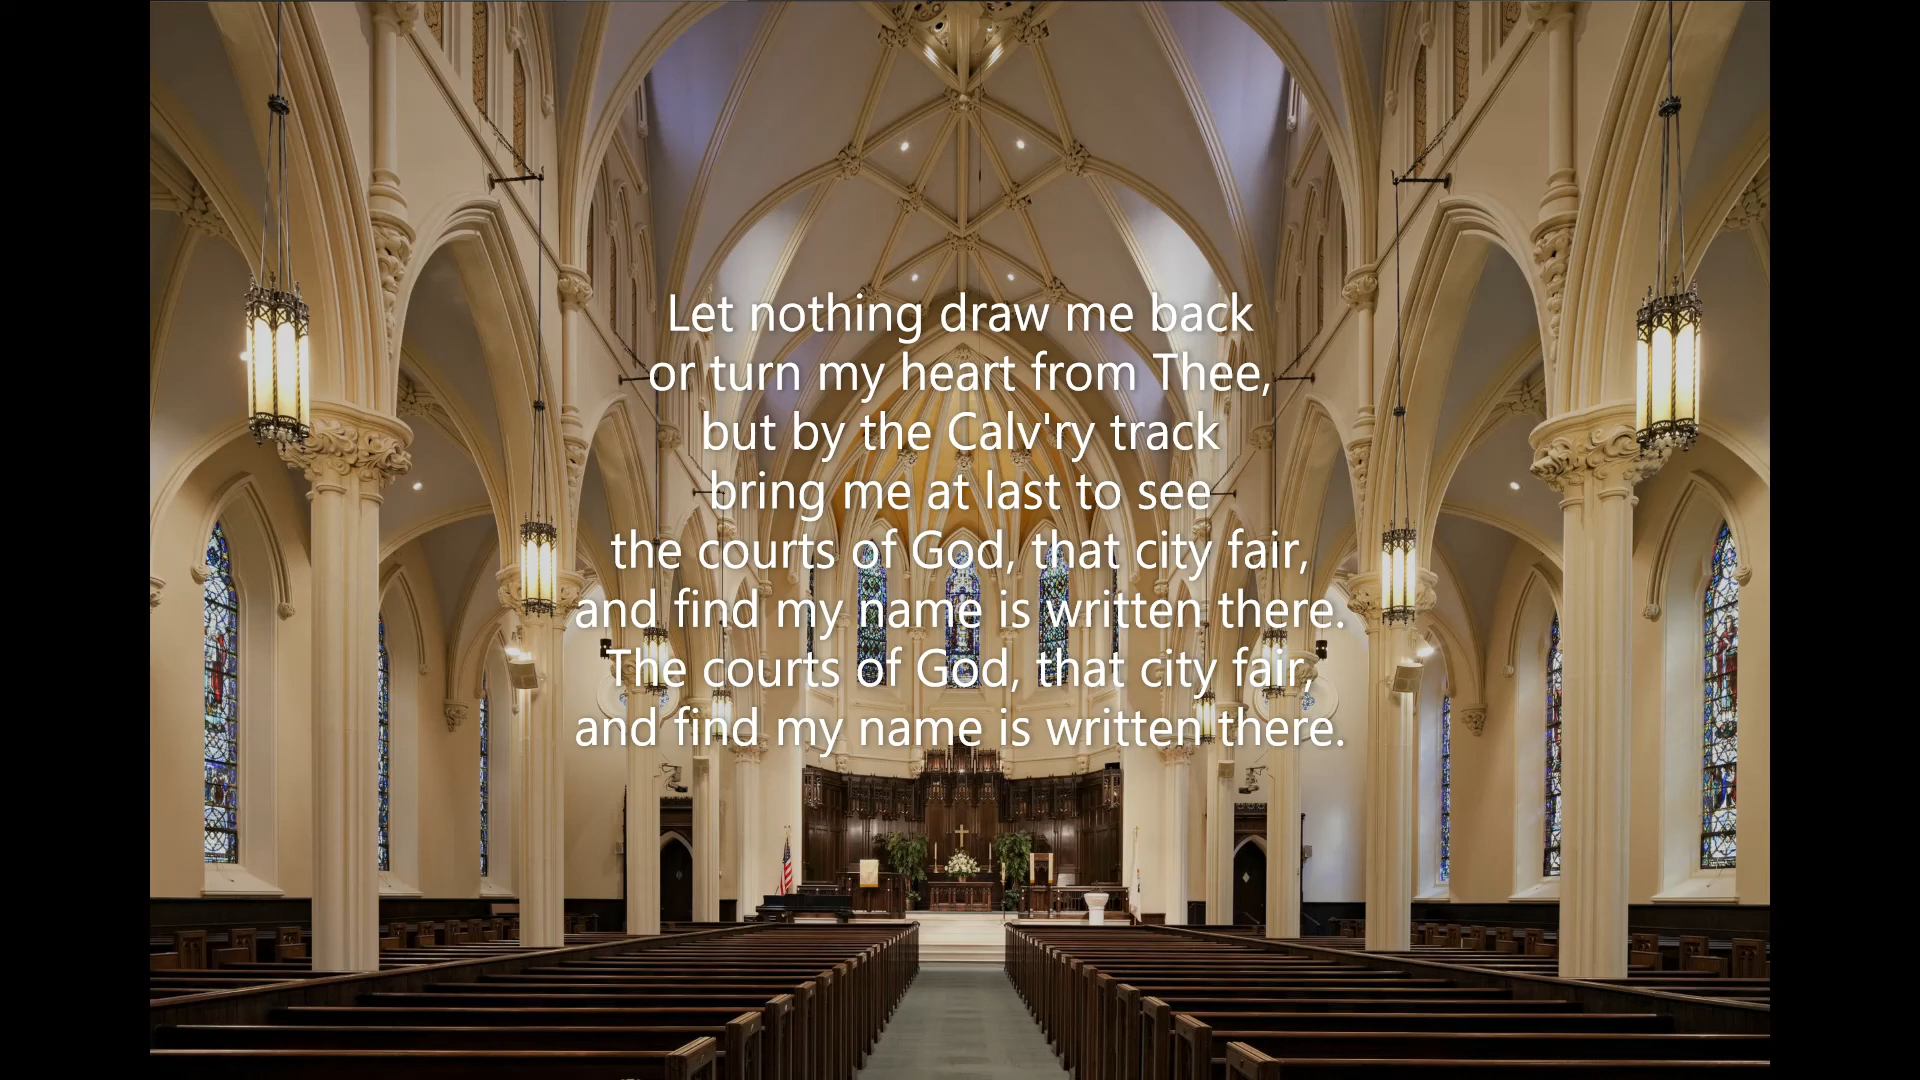 Let nothing draw me back
or turn my heart from Thee,
but by the Calv'ry track
bring me at last to see
the courts of God, that city fair,
and find my name is written there.
The courts of God, that city fair,
and find my name is written there.